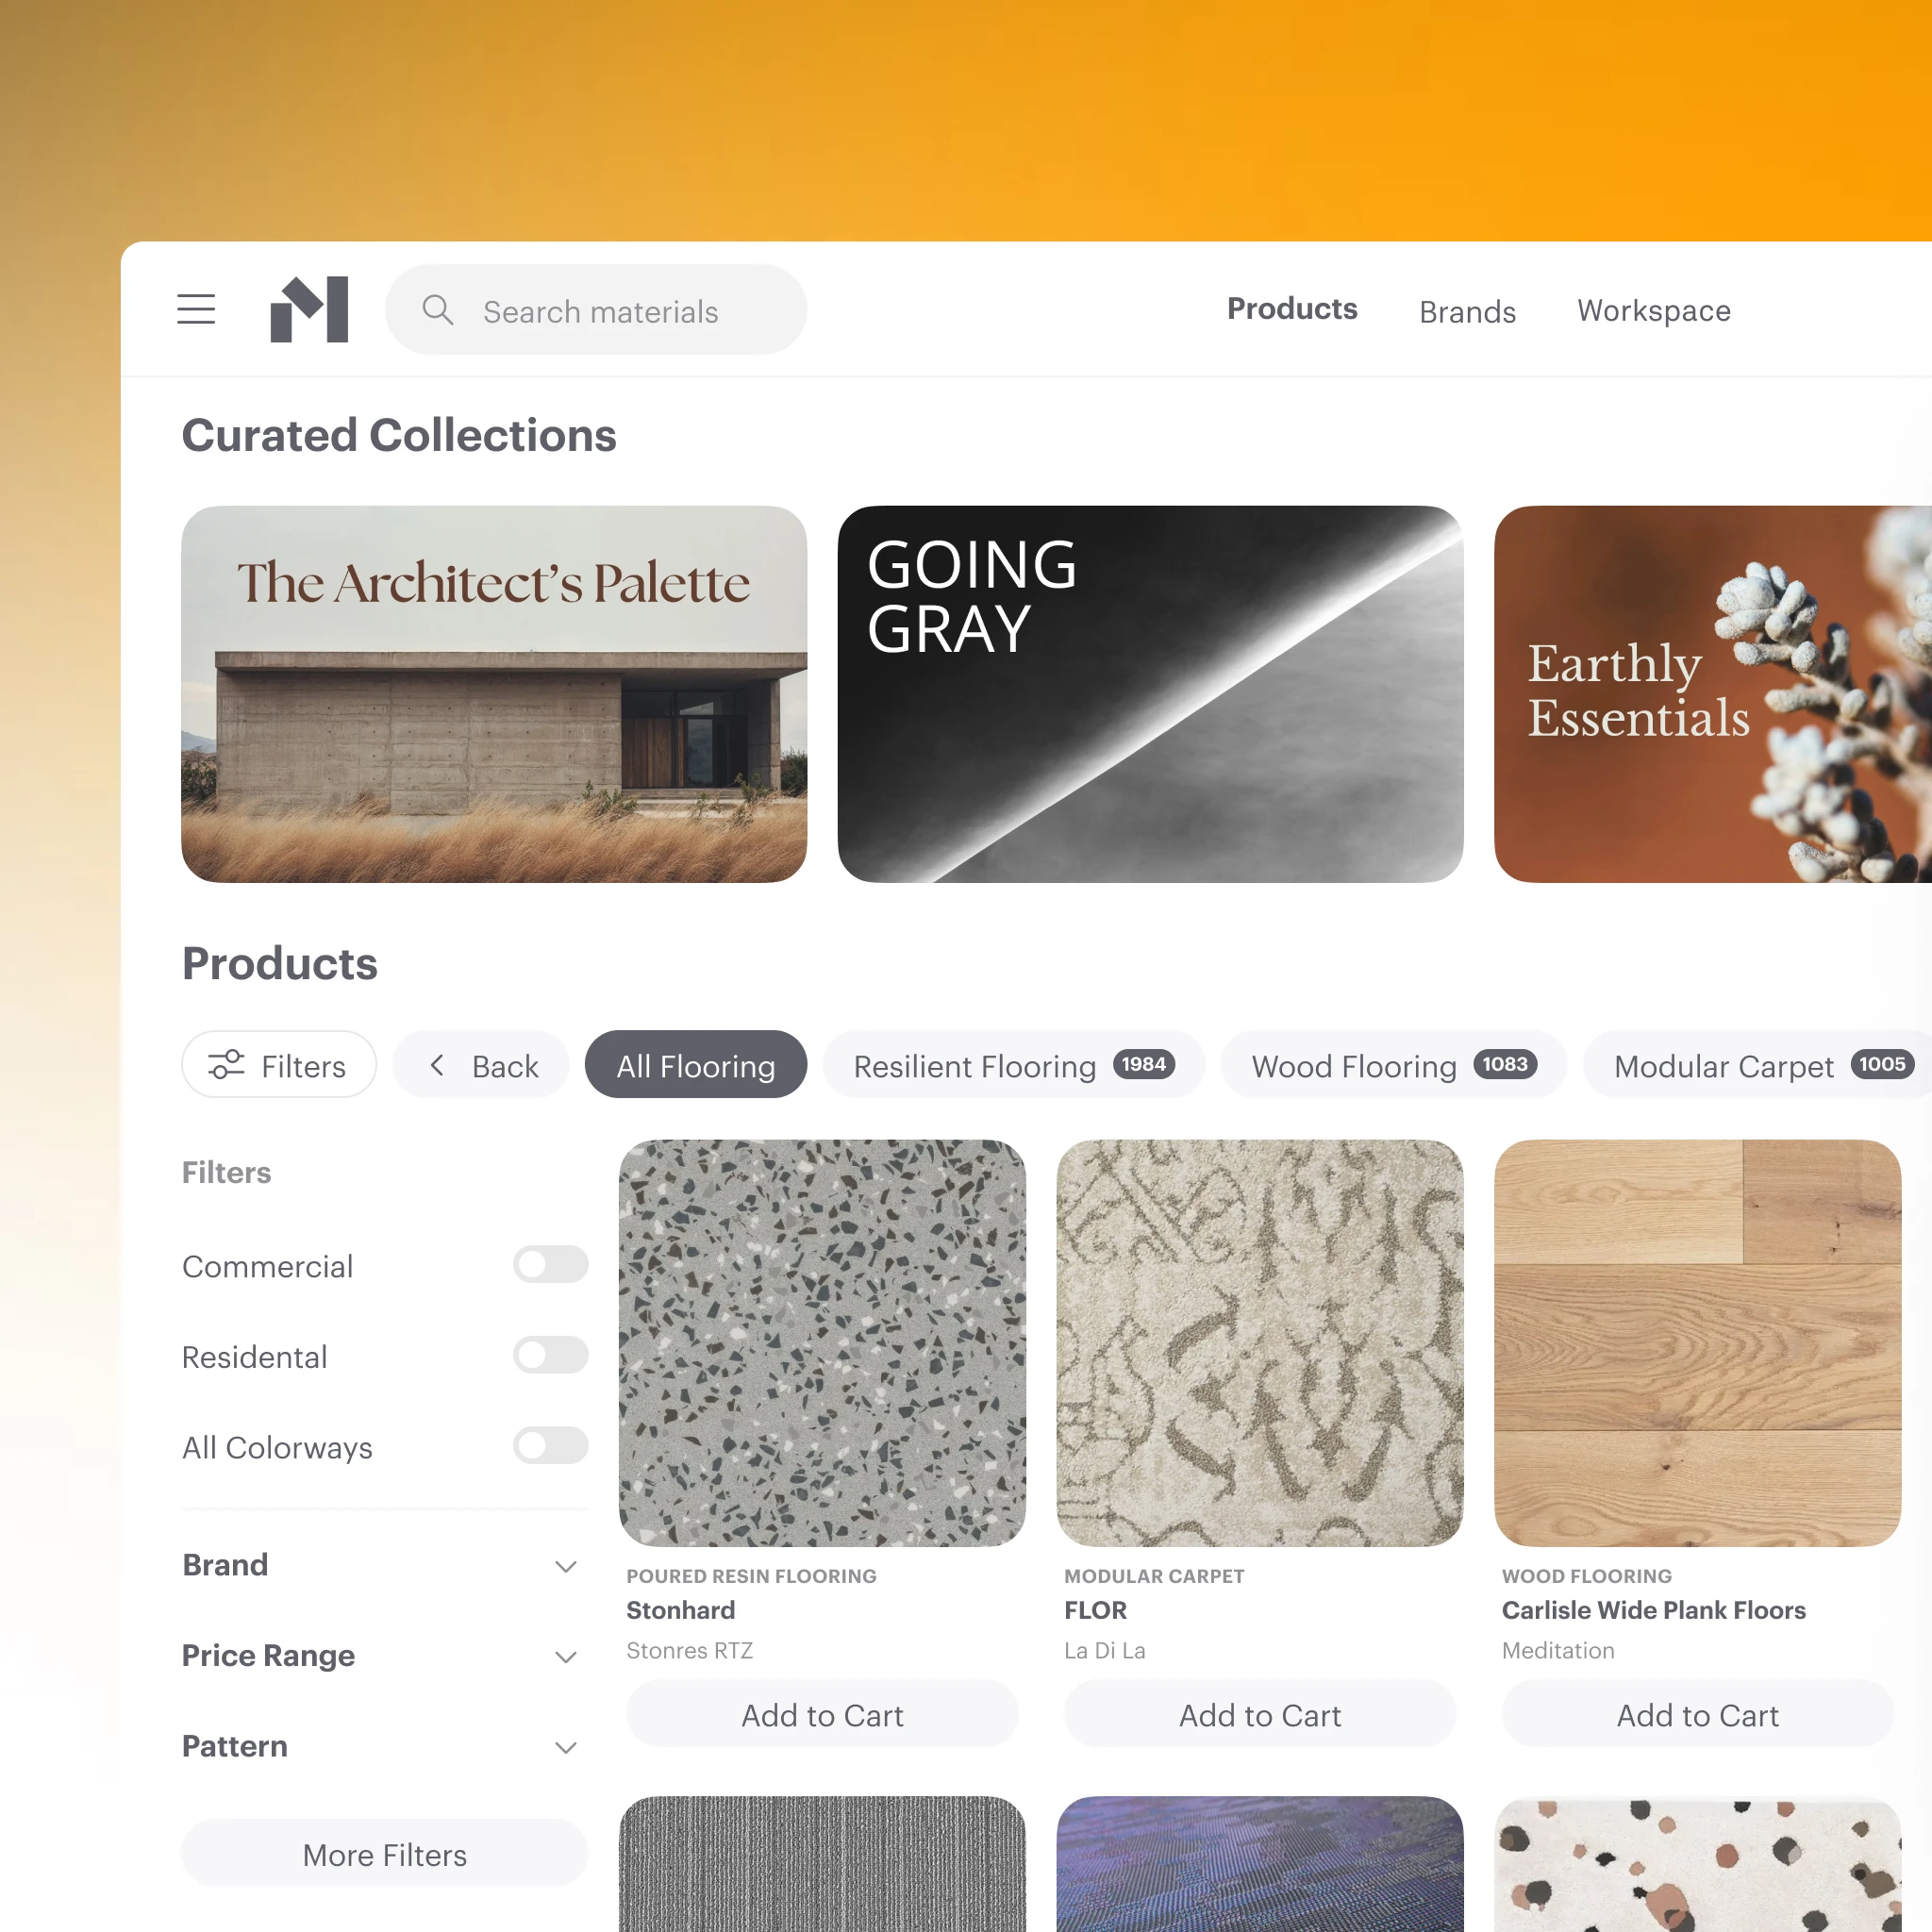 Search materials
Products
Brands
Workspace
Curated Collections
The Architect's Palette
GOING
GRAY
Earthly
Essentials
Products
Filters
Back
All Flooring
Resilient Flooring 1984
Wood Flooring 1083
Modular Carpet 1005
Filters
Commercial
Residental
All Colorways
Brand
Price Range
Pattern
More Filters
POURED RESIN FLOORING
Stonhard
Stonres RTZ
Add to Cart
MODULAR CARPET
FLOR
La Di La
Add to Cart
WOOD FLOORING
Carlisle Wide Plank Floors
Meditation
Add to Cart